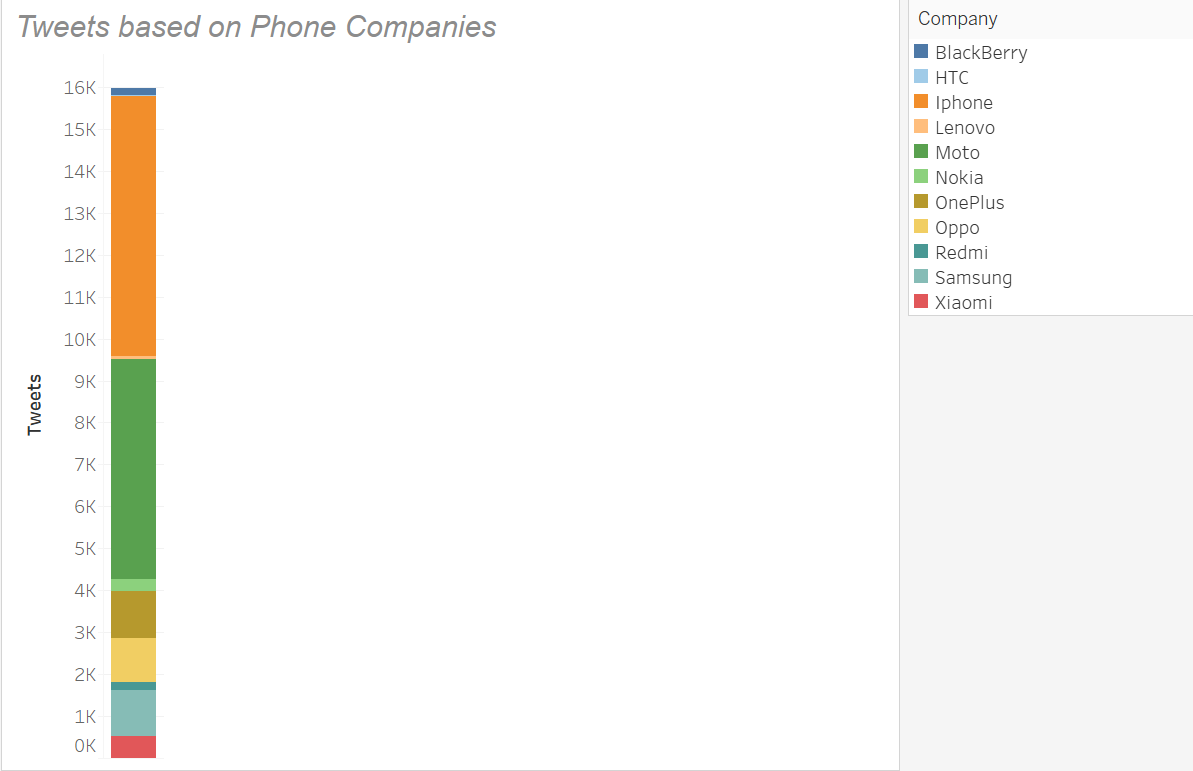 Tweets based on Phone Companies
16K
15K
14K
13K
12K
11K
10K
9K
8K
7K
6K
5K
4K
3K
2K
1K
0K
Tweets
Company
BlackBerry
HTC
Iphone
Lenovo
Moto
Nokia
OnePlus
Oppo
Redmi
Samsung
Xiaomi